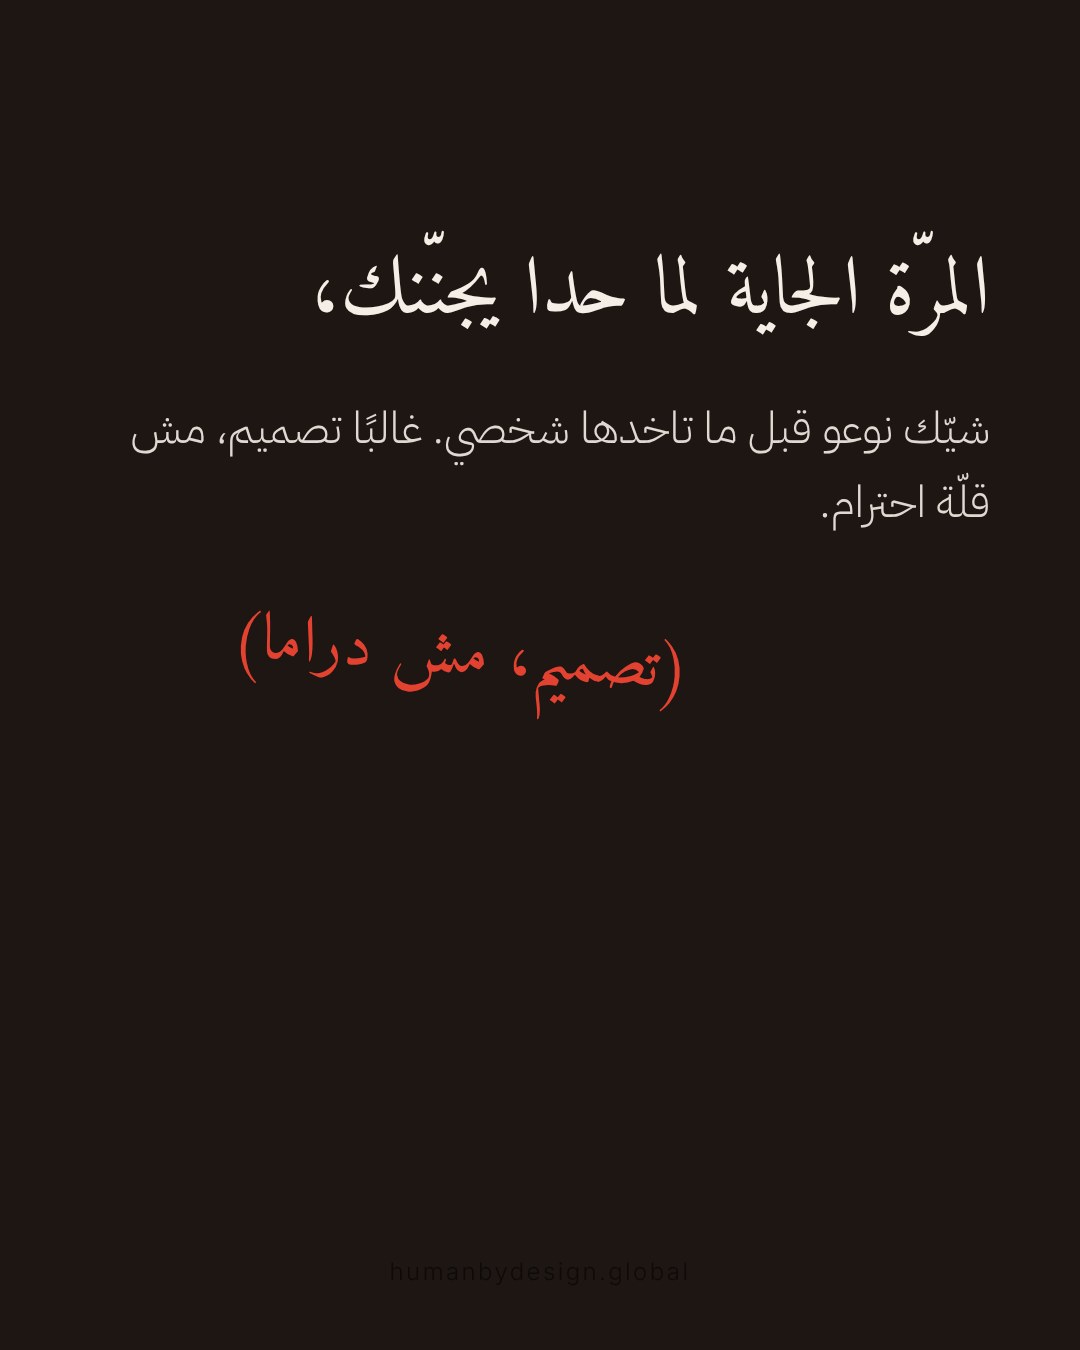 المرّة الجاية لما حدا يجنّنك،
شيّك نوعو قبل ما تاخدها شخصي. غالبًا تصميم، مش
قلّة احترام.
(تصميم، مش دراما)
humanbydesign.global